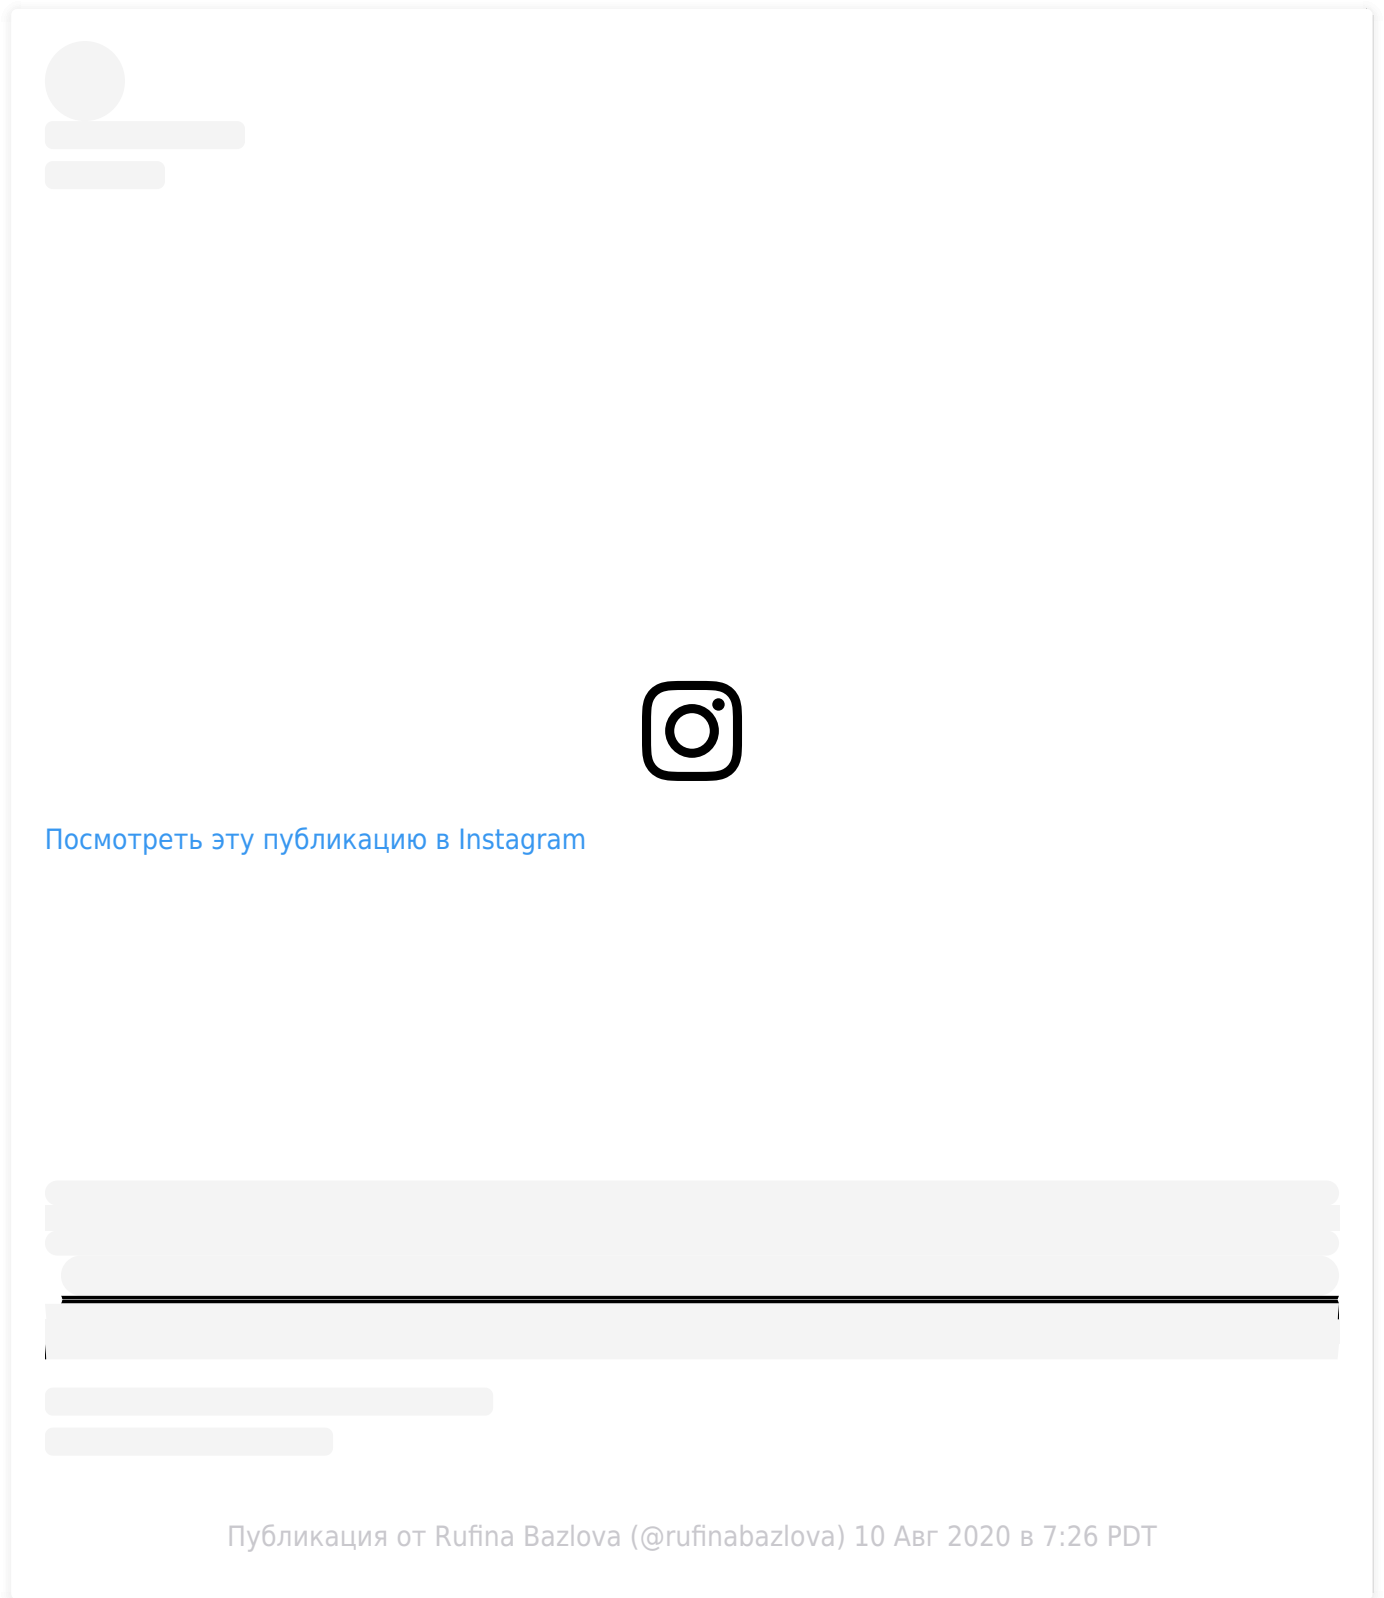 Посмотреть эту публикацию в Instagram
Публикация от Rufina Bazlova (@rufinabazlova) 10 Авг 2020 в 7:26 PDT